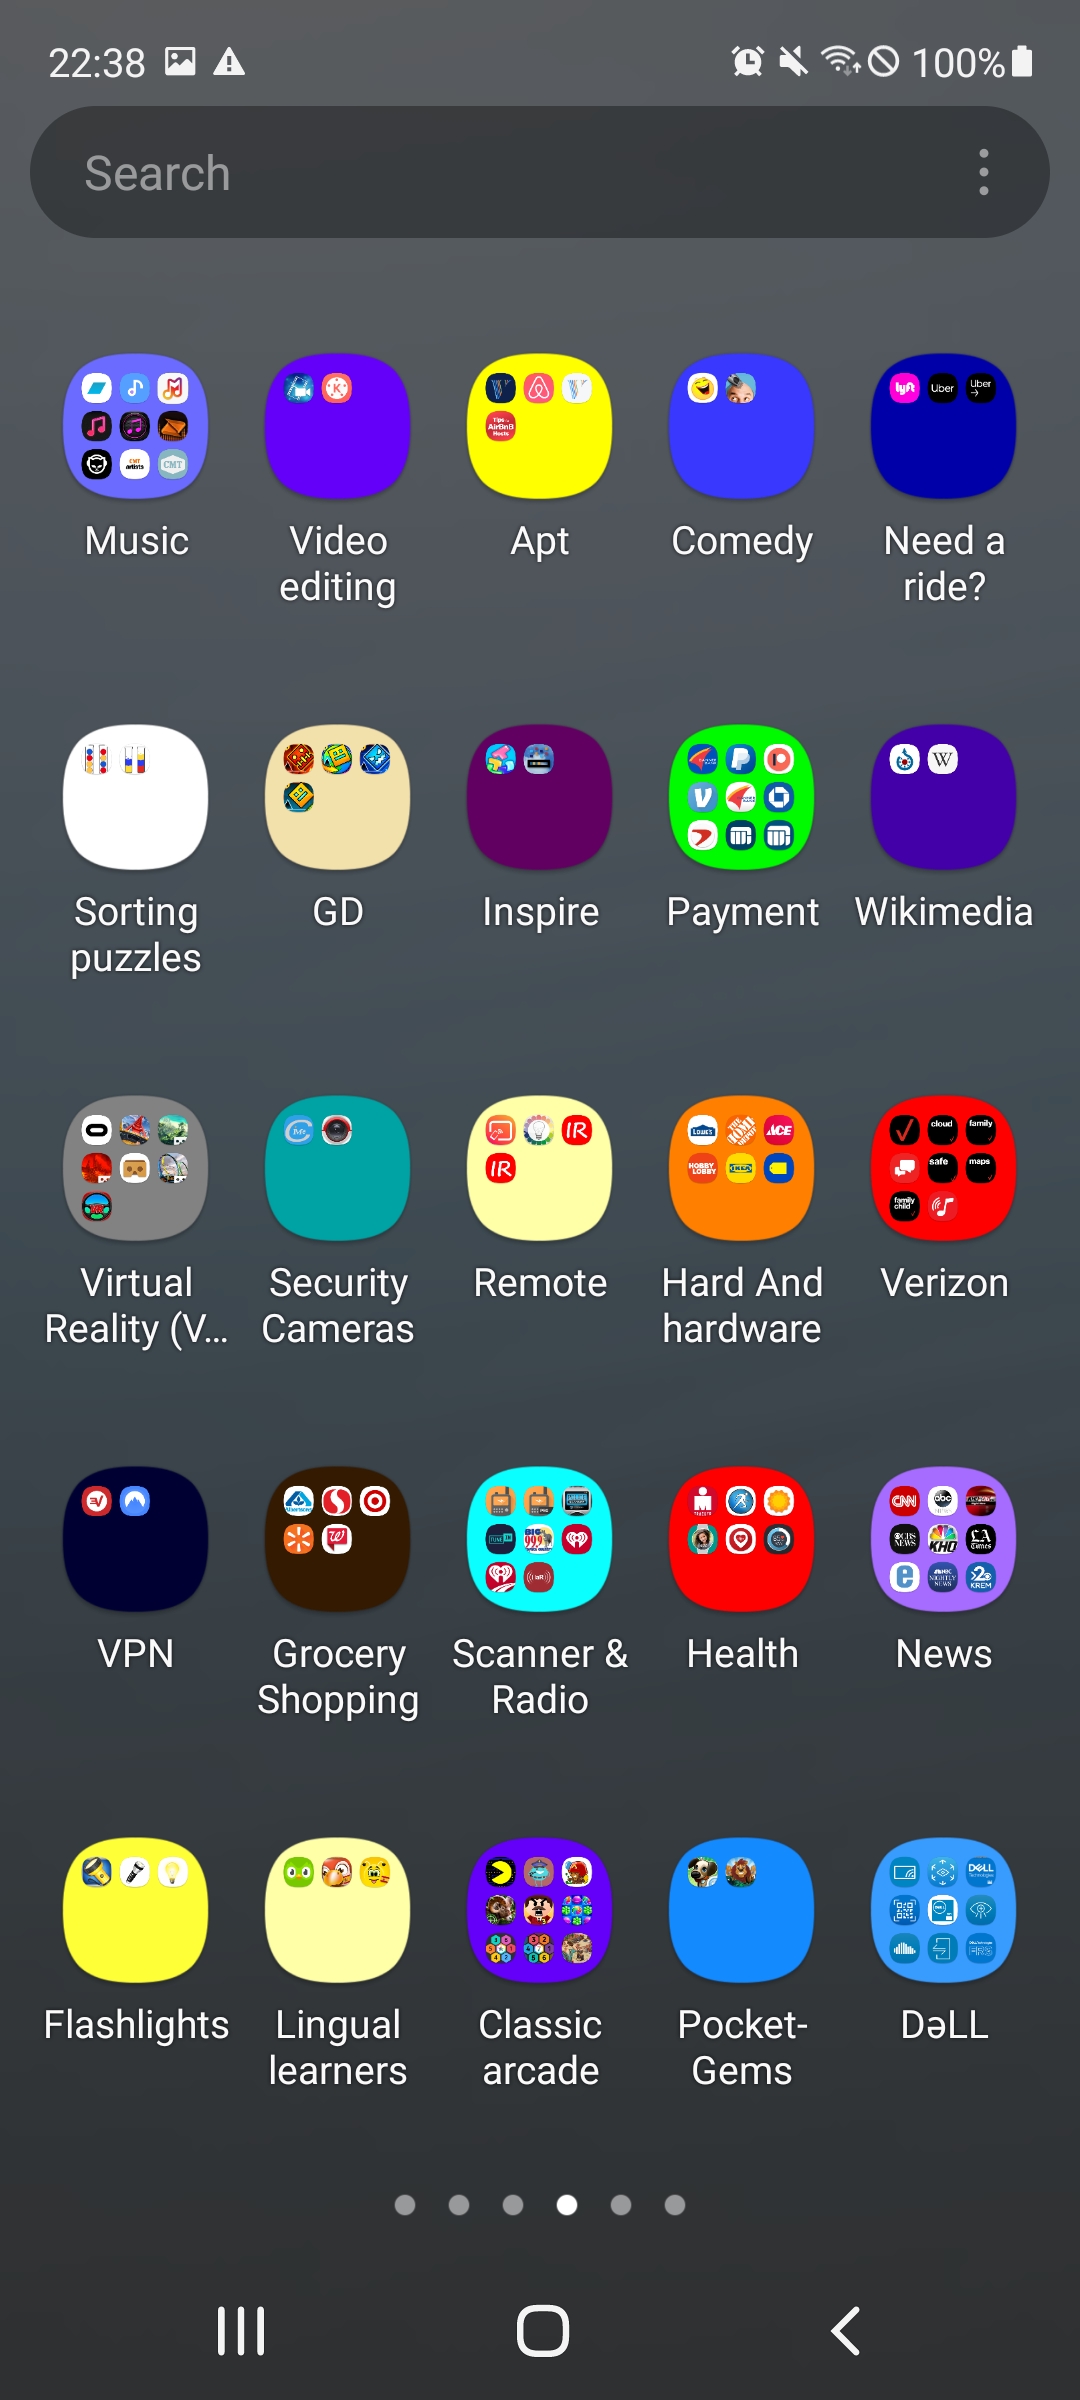 22:38
100%
Search
Music
Video
editing
Apt
Comedy
Need a
ride?
Sorting
puzzles
GD
Inspire
Payment
Wikimedia
Virtual
Reality (V...
Security
Cameras
Remote
Hard And
hardware
Verizon
VPN
Grocery
Shopping
Scanner &
Radio
Health
News
Flashlights
Lingual
learners
Classic
arcade
Pocket-
Gems
DəLL